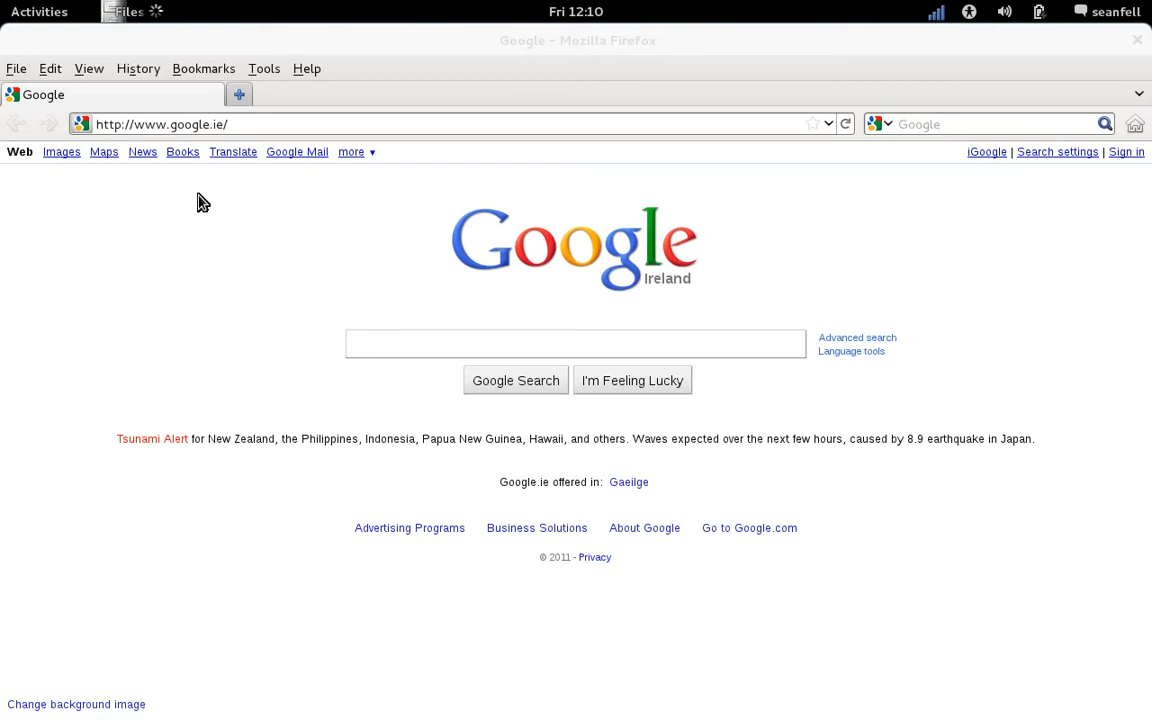 Activities Files Fri 12:10 seanfell
Google - Mozilla Firefox
File Edit View History Bookmarks Tools Help
Google
http://www.google.ie/ Google
Web Images Maps News Books Translate Google Mail more ▼ iGoogle | Search settings | Sign in
Google
Ireland
Advanced search
Language tools
Google Search I'm Feeling Lucky
Tsunami Alert for New Zealand, the Philippines, Indonesia, Papua New Guinea, Hawaii, and others. Waves expected over the next few hours, caused by 8.9 earthquake in Japan.
Google.ie offered in: Gaeilge
Advertising Programs Business Solutions About Google Go to Google.com
© 2011 - Privacy
Change background image